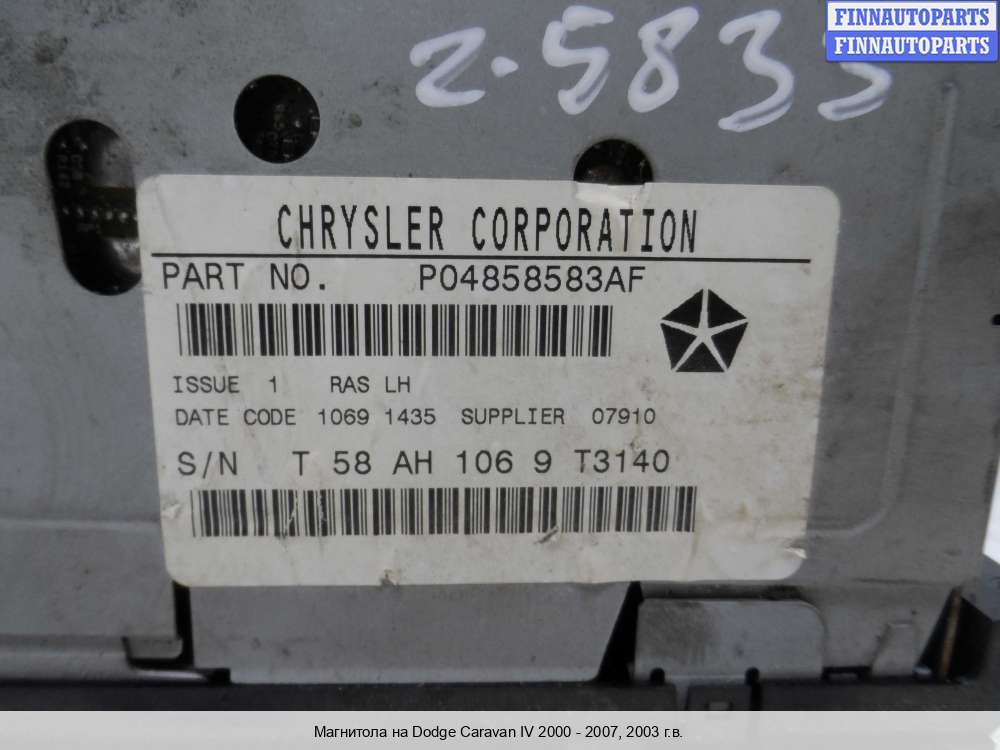 FINNAUTOPARTS
FINNAUTOPARTS
2-5833
CHRYSLER CORPORATION
PART NO. P04858583AF
ISSUE 1 RAS LH
DATE CODE 1069 1435 SUPPLIER 07910
S/N T 58 AH 106 9 T3140
Магнитола на Dodge Caravan IV 2000 - 2007, 2003 г.в.